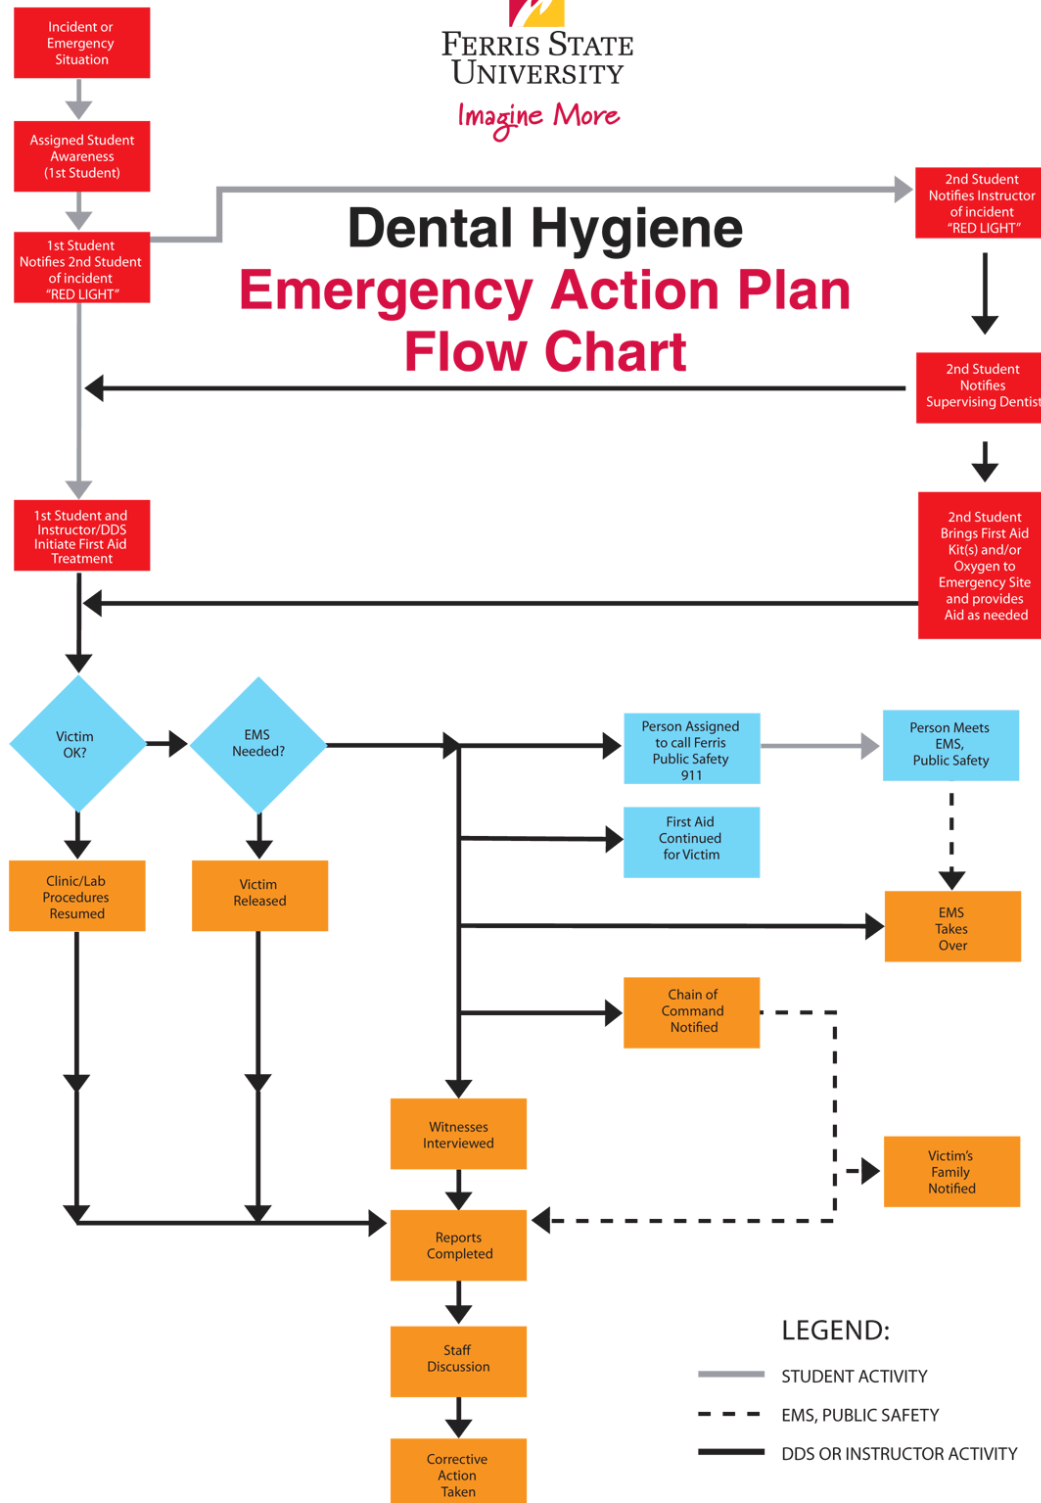 FERRIS STATE
UNIVERSITY
Imagine More
Dental Hygiene
Emergency Action Plan
Flow Chart
Incident or
Emergency
Situation
Assigned Student
Awareness
(1st Student)
1st Student
Notifies 2nd Student
of incident
“RED LIGHT”
2nd Student
Notifies Instructor
of incident
“RED LIGHT”
2nd Student
Notifies
Supervising Dentist
2nd Student
Brings First Aid
Kit(s) and/or
Oxygen to
Emergency Site
and provides
Aid as needed
1st Student and
Instructor/DDS
Initiate First Aid
Treatment
Victim
OK?
EMS
Needed?
Person Assigned
to call Ferris
Public Safety
911
Person Meets
EMS,
Public Safety
First Aid
Continued
for Victim
Clinic/Lab
Procedures
Resumed
Victim
Released
EMS
Takes
Over
Chain of
Command
Notified
Witnesses
Interviewed
Victim’s
Family
Notified
Reports
Completed
Staff
Discussion
Corrective
Action
Taken
LEGEND:
STUDENT ACTIVITY
EMS, PUBLIC SAFETY
DDS OR INSTRUCTOR ACTIVITY